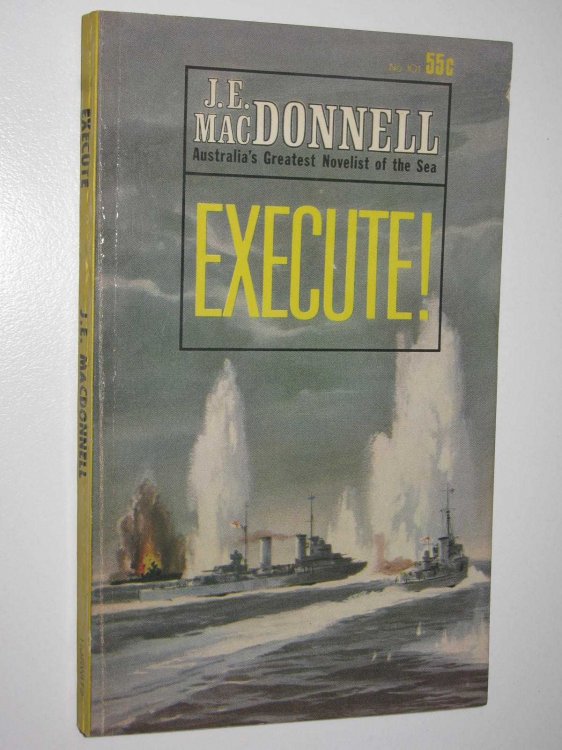 55c
J.E.
MACDONNELL
Australia's Greatest Novelist of the Sea
EXECUTE!
EXECUTE
J.E. MACDONNELL